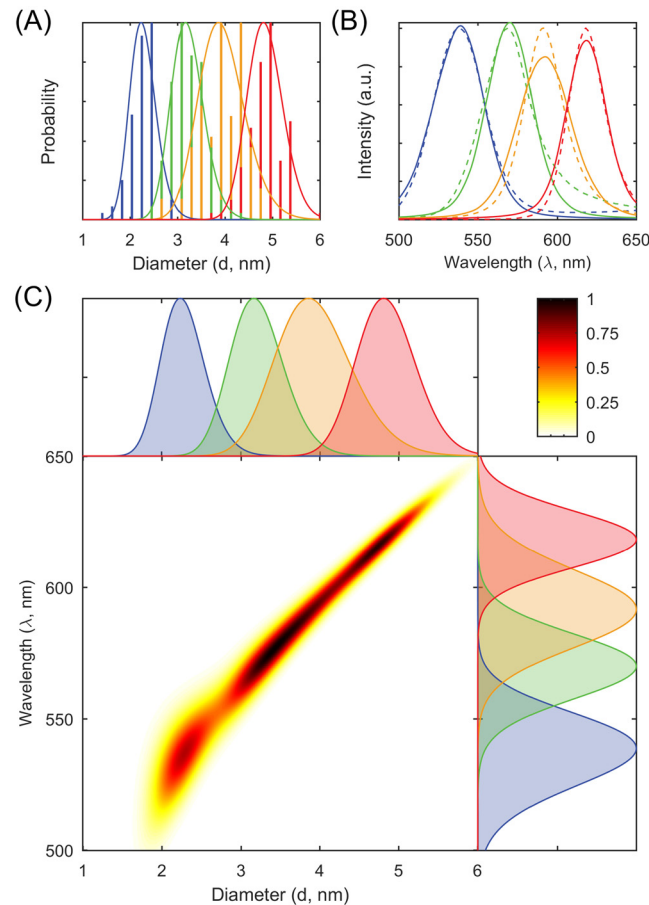 (A)
Probability
1 2 3 4 5 6
Diameter (d, nm)
(B)
Intensity (a.u.)
500 550 600 650
Wavelength (λ, nm)
(C)
1
0.75
0.5
0.25
0
650
600
550
500
Wavelength (λ, nm)
1 2 3 4 5 6
Diameter (d, nm)